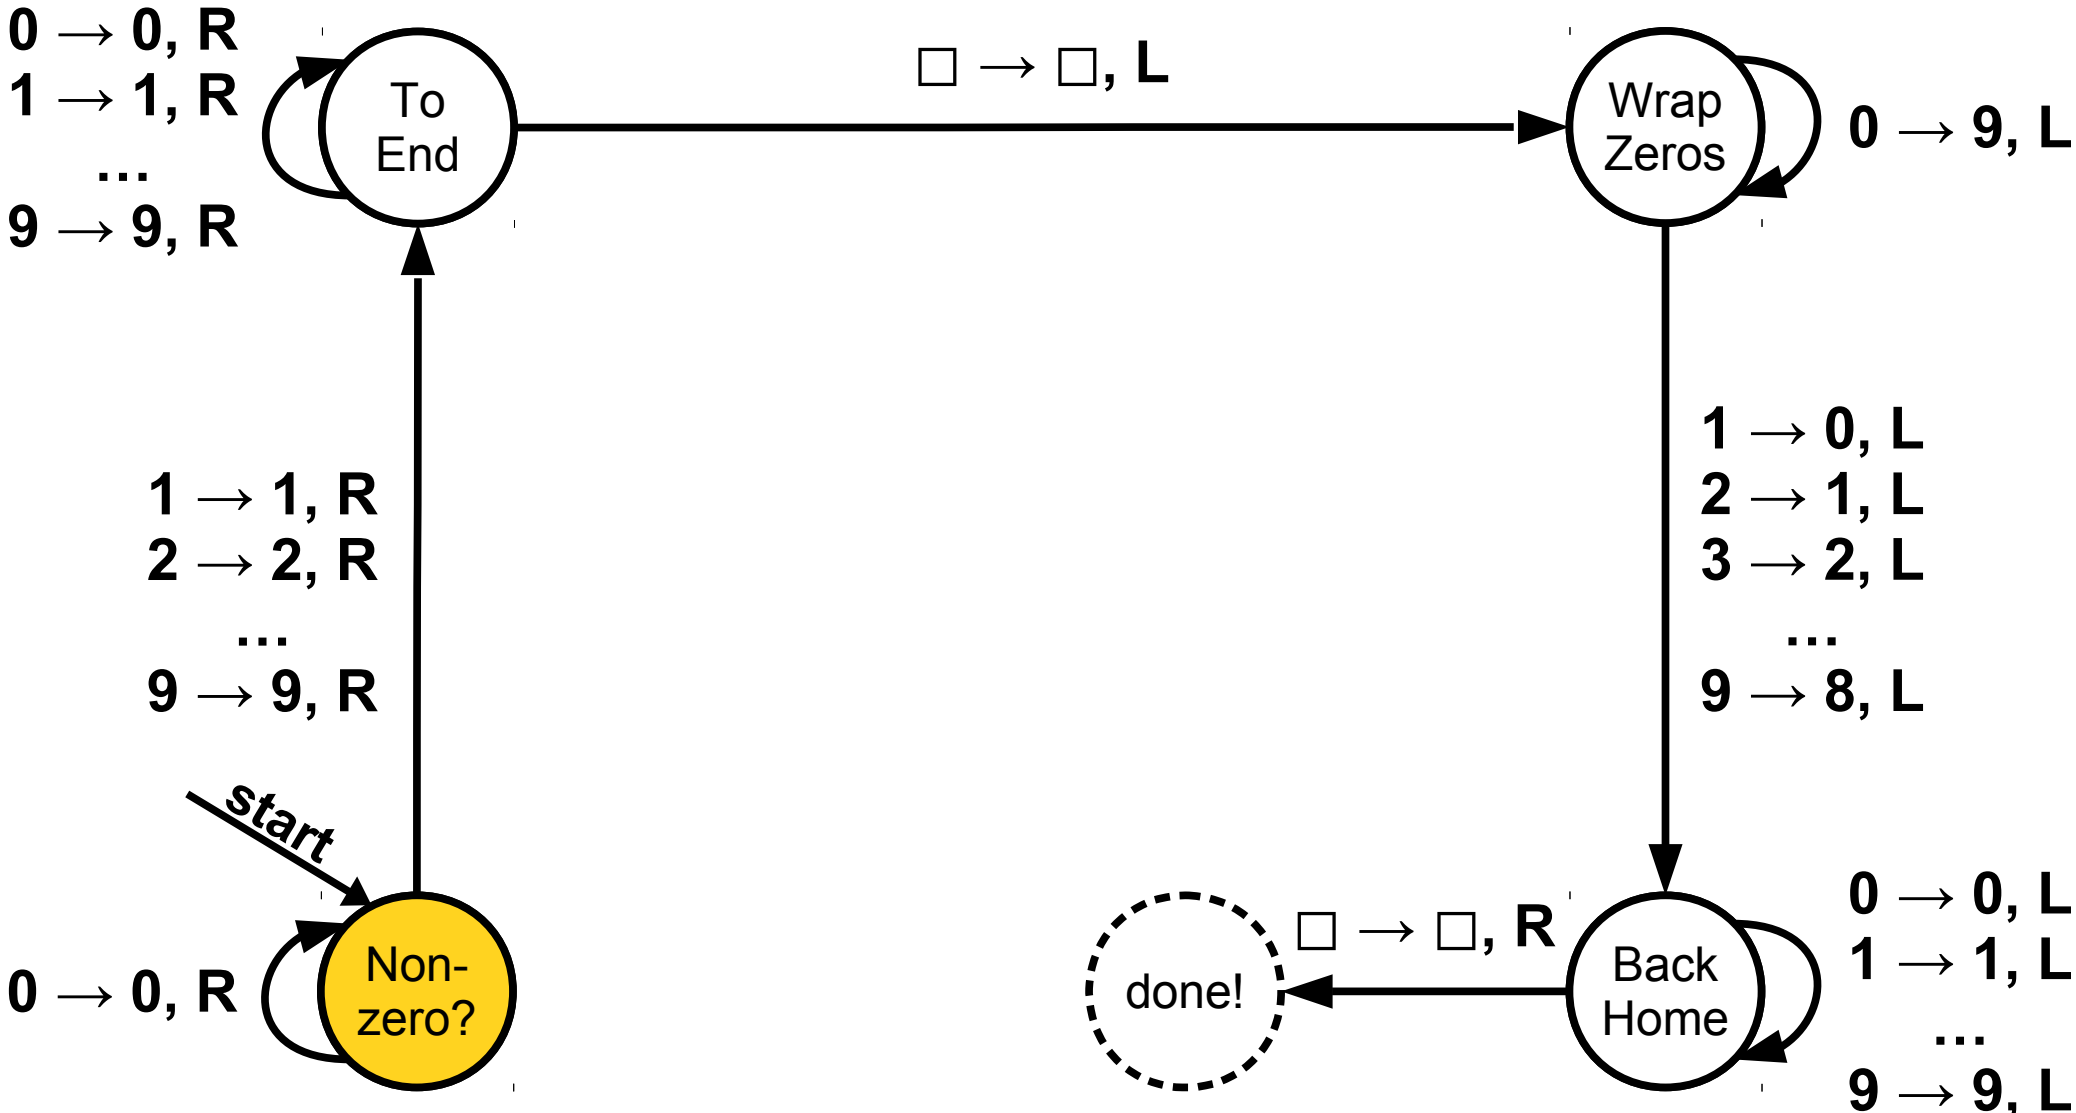 0 → 0, R
1 → 1, R
...
9 → 9, R
To
End
□ → □, L
Wrap
Zeros
0 → 9, L
1 → 1, R
2 → 2, R
...
9 → 9, R
1 → 0, L
2 → 1, L
3 → 2, L
...
9 → 8, L
start
0 → 0, R
Non-
zero?
done!
□ → □, R
Back
Home
0 → 0, L
1 → 1, L
...
9 → 9, L